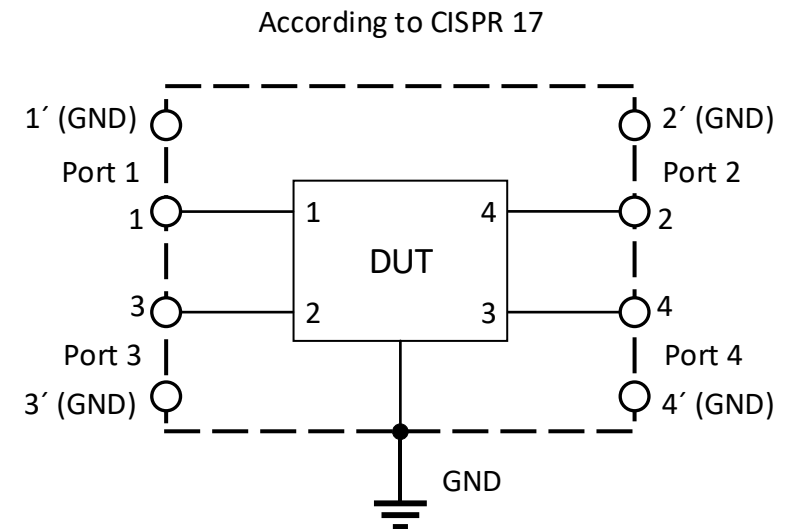 According to CISPR 17
1´ (GND)
2´ (GND)
Port 1
Port 2
1
1
4
2
DUT
3
2
3
4
Port 3
Port 4
3´ (GND)
4´ (GND)
GND